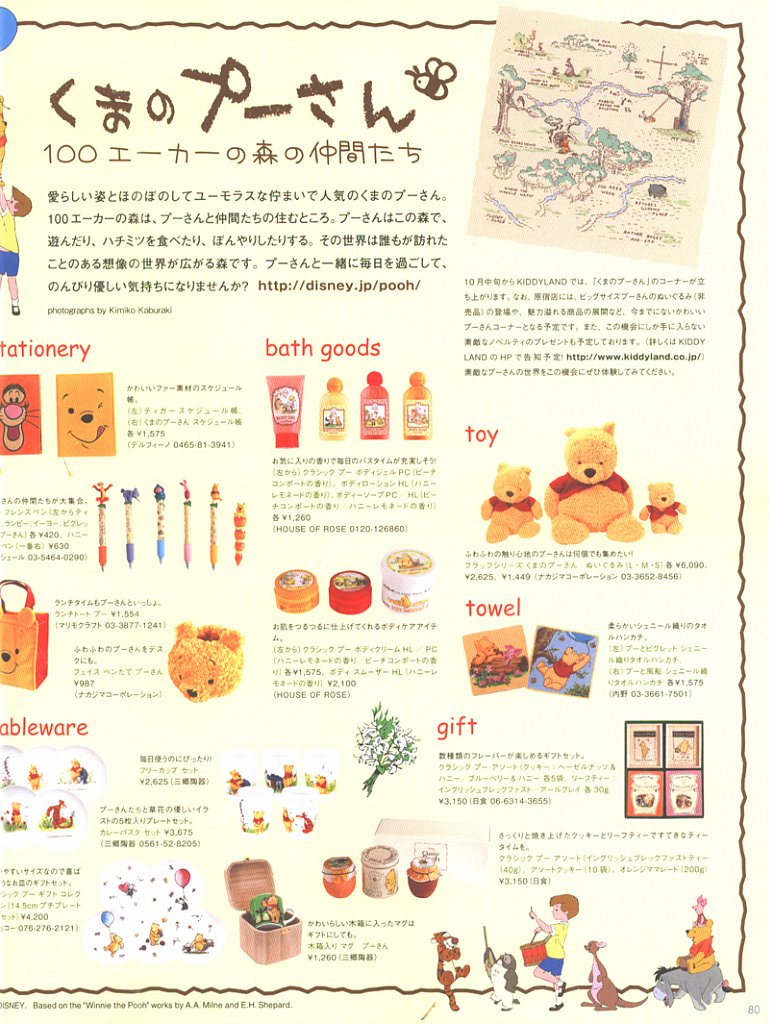 くまのプーさん
100エーカーの森の仲間たち
愛らしい姿とほのぼのしてユーモラスな佇まいで人気のくまのプーさん。
100エーカーの森は、プーさんと仲間たちの住むところ。プーさんはこの森で、
遊んだり、ハチミツを食べたり、ぼんやりしたりする。その世界は誰もが訪れた
ことのある想像の世界が広がる森です。プーさんと一緒に毎日を過ごして、
のんびり優しい気持ちになりませんか? http://disney.jp/pooh/
photographs by Kimiko Kaburaki
10月中旬からKIDDYLANDでは、「くまのプーさん」のコーナーが立
ち上がります。なお、原宿店には、ビッグサイズプーさんのぬいぐるみ(非
売品)の登場や、魅力溢れる商品の展開など、今までにないかわいい
プーさんコーナーとなる予定です。また、この機会にしか手に入らない
素敵なノベルティのプレゼントも予定しております。(詳しくはKIDDY
LANDのHPで告知予定!http://www.kiddyland.co.jp/)
素敵なプーさんの世界をこの機会にぜひ体験してみてください。
tationery
かわいいファー素材のスケジュール
帳。
(左)ティガー スケジュール帳、
(右)くまのプーさん スケジュール帳
各¥1,575
(デルフィーノ 0465-81-3941)
さんの仲間たちが大集合。
フレンズペン(左からティ
ランピー、イーヨー、ピグレッ
プーさん)各¥420、ハニー
ペン(一番右)¥630
シェール 03-5464-0290)
ランチタイムもプーさんといっしょ。
ランチトート プー ¥1,554
(マリモクラフト 03-3877-1241)
ふわふわのプーさんをデス
クにも。
フェイス ペンたて プーさん
¥987
(ナカジマコーポレーション)
bath goods
お気に入りの香りで毎日のバスタイムが充実しそう!
(左から)クラシック プー ボディジェル PC(ピーチ
コンポートの香り)、ボディローション HL(ハニー
レモネードの香り)、ボディーソープ PC / HL(ピー
チコンポートの香り/ハニーレモネードの香り)
各¥1,260
(HOUSE OF ROSE 0120-126860)
お肌をつるつるに仕上げてくれるボディケアアイテ
ム。
(左から)クラシック プー ボディクリーム HL / PC
(ハニーレモネードの香り ピーチコンポートの香
り)各¥1,575、ボディ スムーザー HL(ハニーレ
モネードの香り)¥2,100
(HOUSE OF ROSE)
toy
ふわふわの触り心地のプーさんは何個でも集めたい!
フラッフシリーズ くまのプーさん ぬいぐるみ(L・M・S)各¥6,090、
¥2,625、¥1,449(ナカジマコーポレーション 03-3652-8456)
towel
柔らかいシェニール織りのタオ
ルハンカチ。
(左)プーとピグレット シェニー
ル織りタオルハンカチ、
(右)プーと風船 シェニール織
りタオルハンカチ 各¥1,575
(内野 03-3661-7501)
ableware
毎日使うのにぴったり!
フリーカップ セット
¥2,625(三郷陶器)
プーさんたちと草花の優しいイラ
ストの5枚入りプレートセット。
カレーパスタ セット ¥3,675
(三郷陶器 0561-52-8205)
やすいサイズなので喜ば
うなお皿のギフトセット。
シック プー ギフト コレク
ン(14.5cm プチプレート
セット)¥4,200
ッコー 076-276-2121)
かわいらしい木箱に入ったマグは
ギフトにしても。
木箱入り マグ プーさん
¥1,260(三郷陶器)
gift
数種類のフレーバーが楽しめるギフトセット。
クラシック プー アソート(クッキー:ヘーゼルナッツ&
ハニー/ブルーベリー&ハニー 各5袋、リーフティー:
イングリッシュブレックファスト アールグレイ 各30g
¥3,150(日食 06-6314-3655)
さっくりと焼き上げたクッキーとリーフティーですてきなティー
タイムを。
クラシック プー アソート(イングリッシュブレックファストティー
(40g)、アソートクッキー(10袋)、オレンジマーマレード(200g)
¥3,150(日食)
DISNEY. Based on the "Winnie the Pooh" works by A.A. Milne and E.H. Shepard.
80